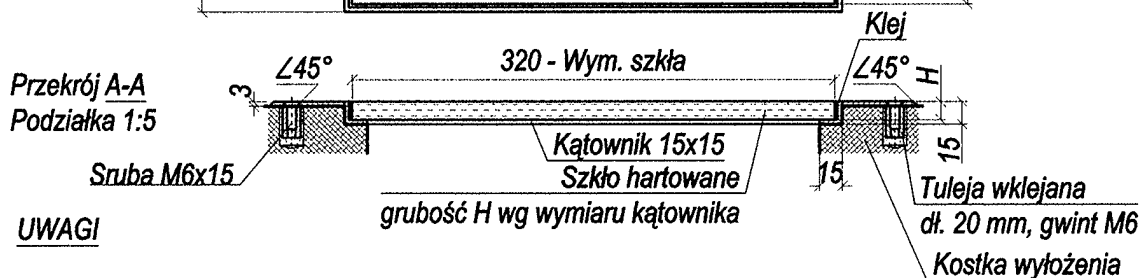 Klej
Przekrój A-A
Podziałka 1:5
3
∠45°
320 - Wym. szkła
∠45°
H
Kątownik 15x15
15
15
Sruba M6x15
Szkło hartowane
grubość H wg wymiaru kątownika
Tuleja wklejana
dł. 20 mm, gwint M6
UWAGI
Kostka wyłożenia